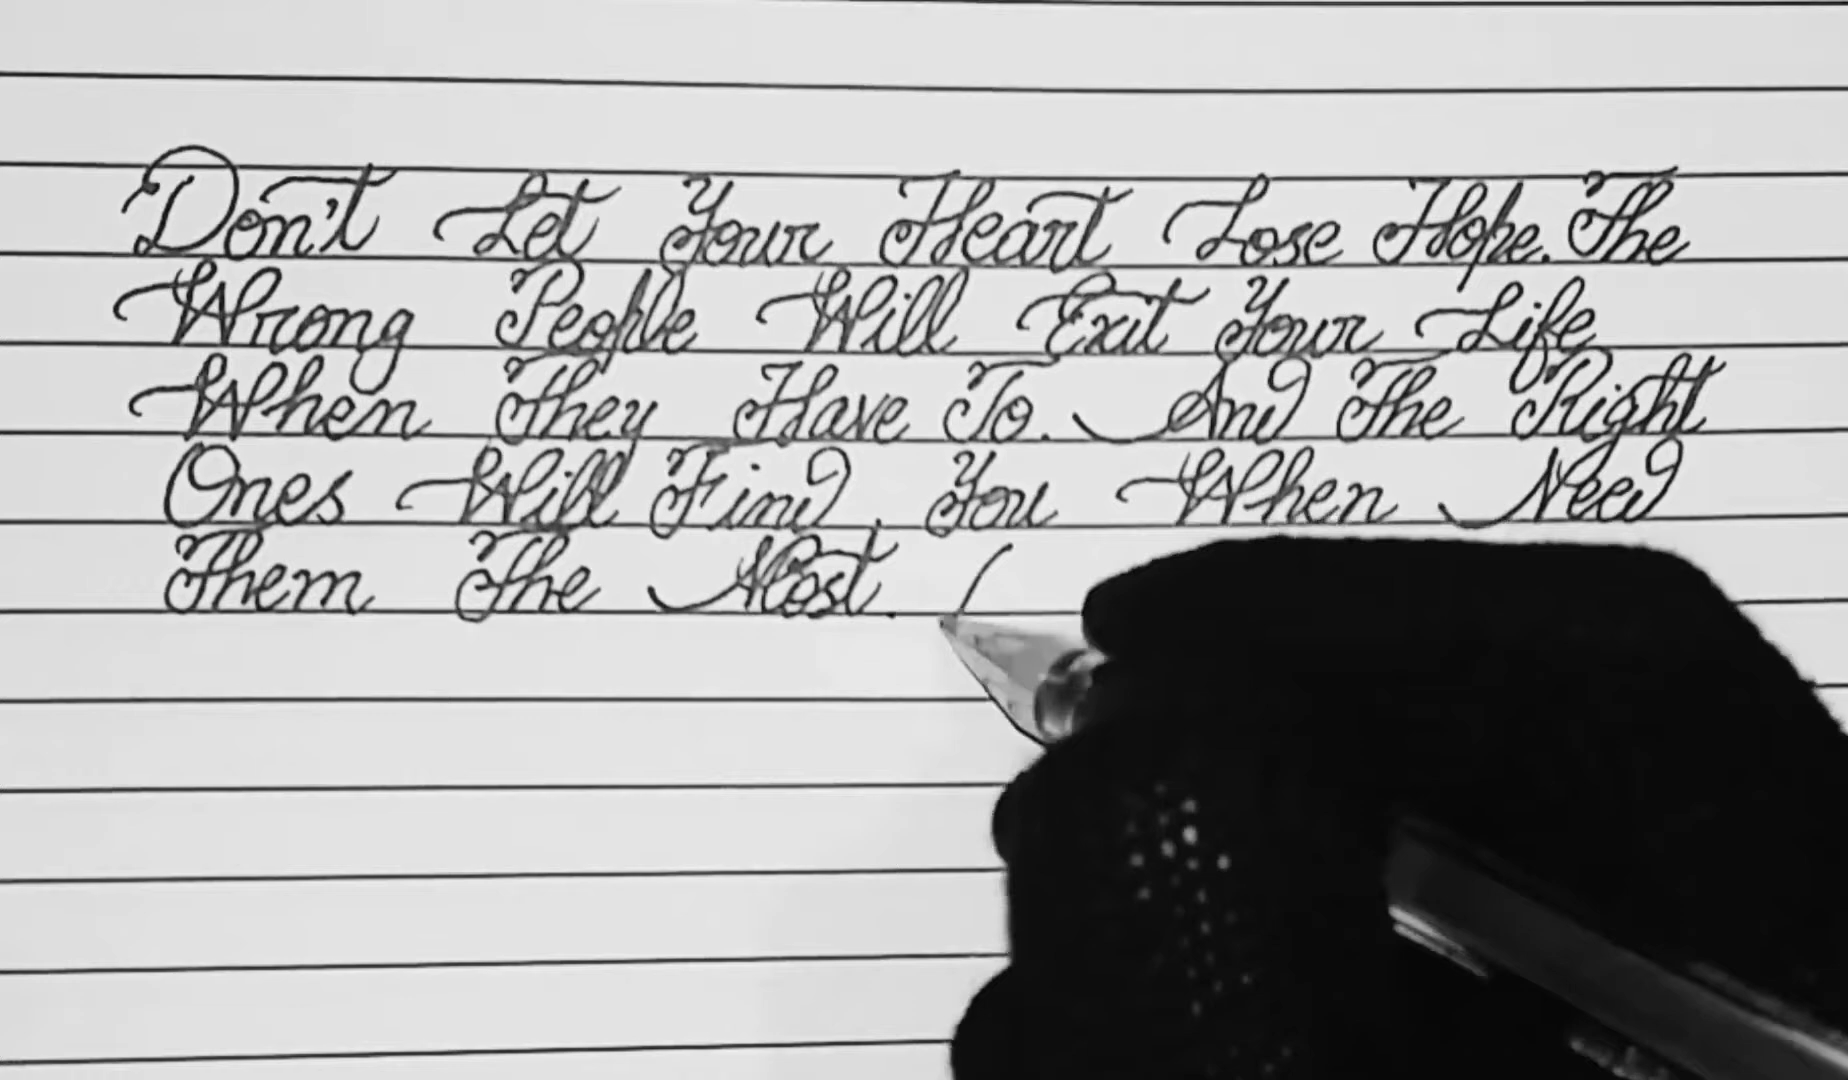 Don't Let Your Heart Lose Hope. The
Wrong People Will Exit Your Life
When They Have To. And The Right
Ones Will Find, You When Need
Them The Most.